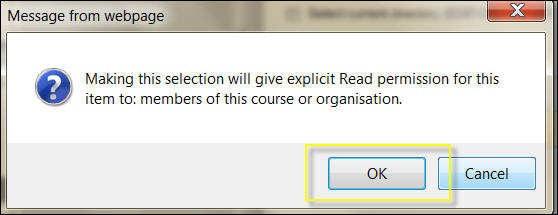 Message from webpage
Making this selection will give explicit Read permission for this
item to: members of this course or organisation.
OK
Cancel